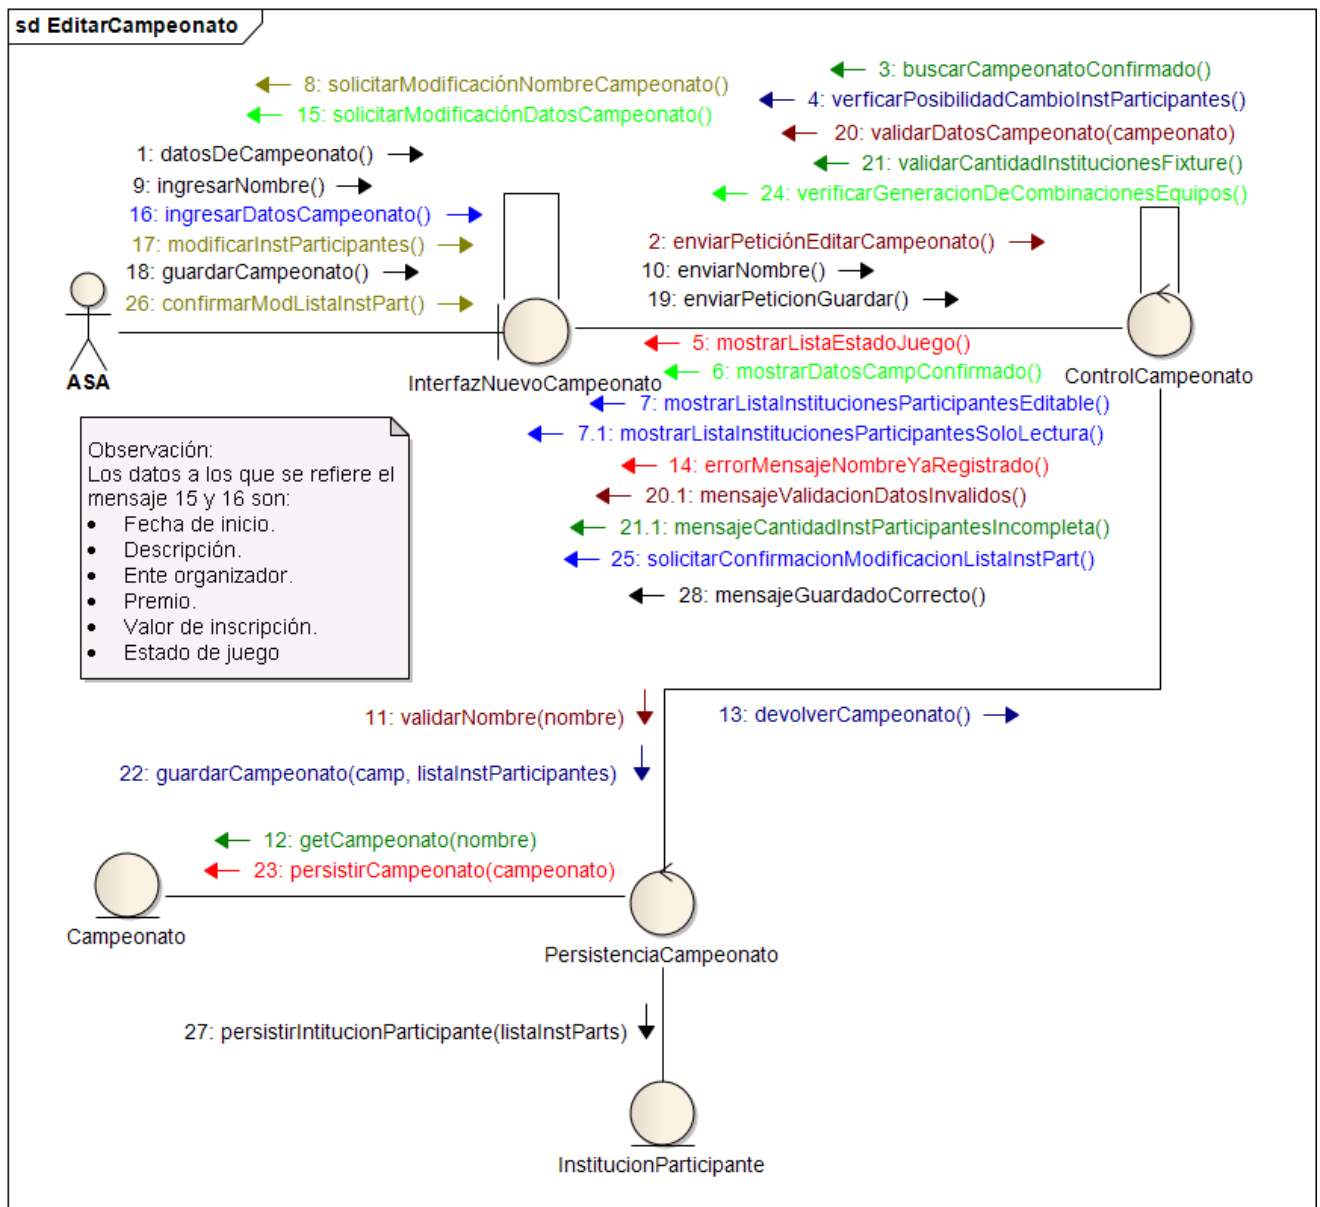 sd EditarCampeonato
8: solicitarModificaciónNombreCampeonato()
15: solicitarModificaciónDatosCampeonato()
3: buscarCampeonatoConfirmado()
4: verficarPosibilidadCambioInstParticipantes()
20: validarDatosCampeonato(campeonato)
21: validarCantidadInstitucionesFixture()
24: verificarGeneracionDeCombinacionesEquipos()
1: datosDeCampeonato()
9: ingresarNombre()
16: ingresarDatosCampeonato()
17: modificarInstParticipantes()
18: guardarCampeonato()
26: confirmarModListaInstPart()
2: enviarPeticiónEditarCampeonato()
10: enviarNombre()
19: enviarPeticionGuardar()
ASA
InterfazNuevoCampeonato
ControlCampeonato
5: mostrarListaEstadoJuego()
6: mostrarDatosCampConfirmado()
7: mostrarListaInstitucionesParticipantesEditable()
7.1: mostrarListaInstitucionesParticipantesSoloLectura()
14: errorMensajeNombreYaRegistrado()
20.1: mensajeValidacionDatosInvalidos()
21.1: mensajeCantidadInstParticipantesIncompleta()
25: solicitarConfirmacionModificacionListaInstPart()
28: mensajeGuardadoCorrecto()
Observación:
Los datos a los que se refiere el
mensaje 15 y 16 son:
• Fecha de inicio.
• Descripción.
• Ente organizador.
• Premio.
• Valor de inscripción.
• Estado de juego
11: validarNombre(nombre)
13: devolverCampeonato()
22: guardarCampeonato(camp, listaInstParticipantes)
12: getCampeonato(nombre)
23: persistirCampeonato(campeonato)
Campeonato
PersistenciaCampeonato
27: persistirIntitucionParticipante(listaInstParts)
InstitucionParticipante